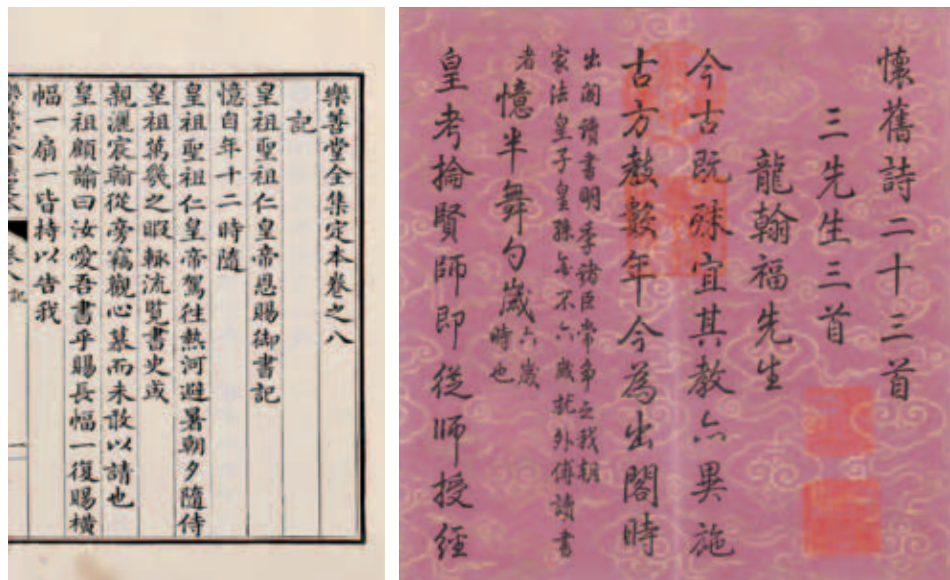 樂善堂全集定本卷之八
記
皇祖聖祖仁皇帝恩賜御書記
憶自年十二時隨
皇祖聖祖仁皇帝駕往熱河避暑朝夕隨侍
皇祖萬幾之暇輒流覽書史或
親灑宸翰從旁竊觀心慕而未敢以請也
皇祖顧諭曰汝愛吾書乎賜長幅一復賜橫
幅一扇一皆持以告我
卷八記
懷舊詩二十三首
三先生三首
龍翰福先生
今古既殊宜其教亦異施
古方教數年今為出閣時
出閣讀書明季諸臣常爭之我朝
家法皇子皇孫無不六歲就外傅讀書
者憶半舞勺歲六歲時也
皇考掄賢師即從師授經